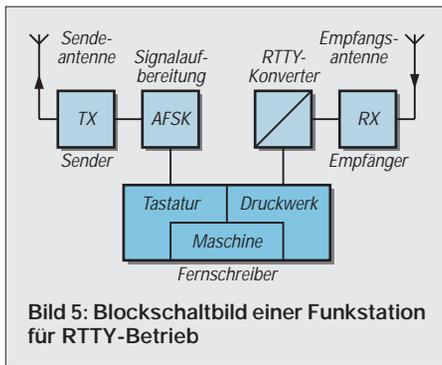 Sende-
antenne
Signalauf-
bereitung
RTTY-
Konverter
Empfangs-
antenne
TX
AFSK
RX
Sender
Empfänger
Tastatur
Druckwerk
Maschine
Fernschreiber
Bild 5: Blockschaltbild einer Funkstation
für RTTY-Betrieb